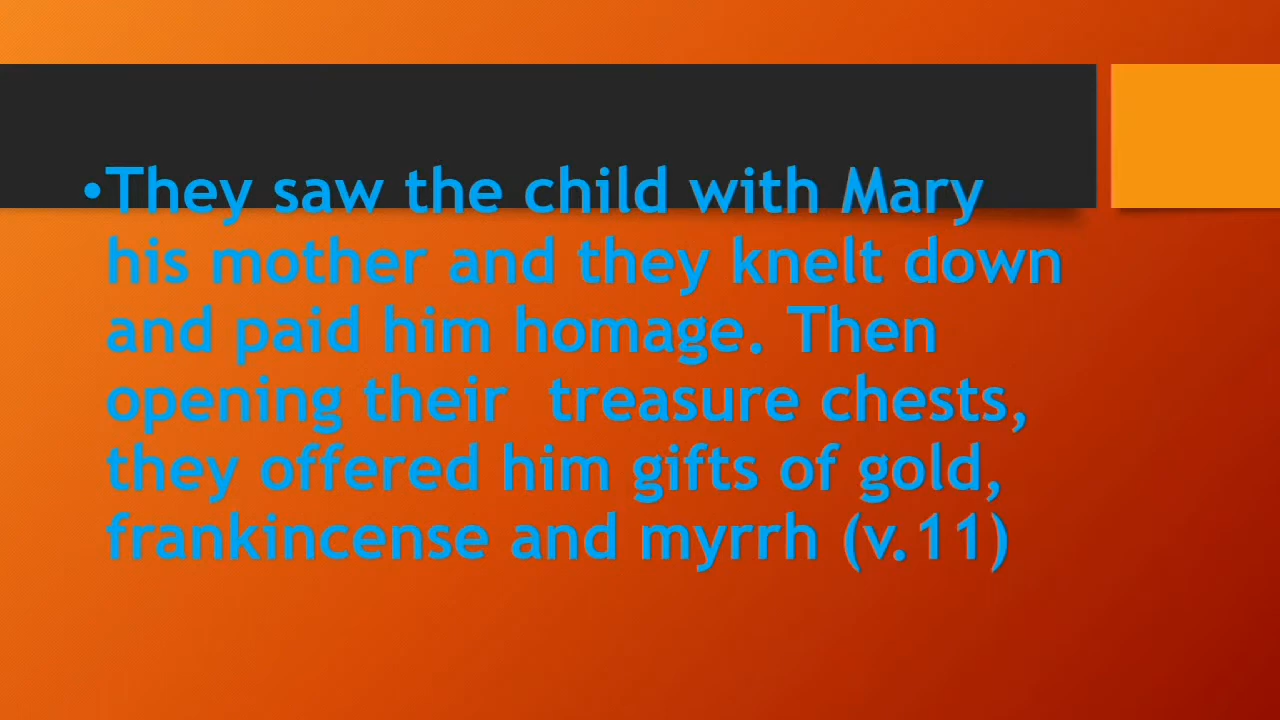 •They saw the child with Mary
his mother and they knelt down
and paid him homage. Then
opening their  treasure chests,
they offered him gifts of gold,
frankincense and myrrh (v.11)